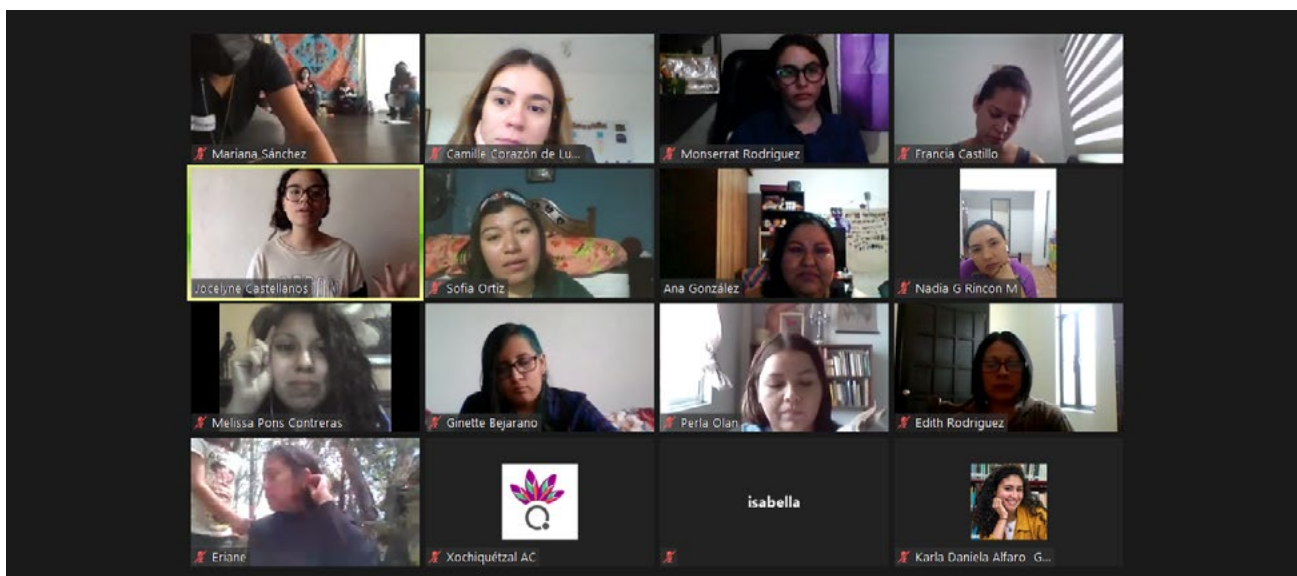 Mariana Sánchez
Camille Corazón de Lu...
Monserrat Rodriguez
Francia Castillo
Jocelyne Castellanos
Sofia Ortiz
Ana González
Nadia G Rincon M
Melissa Pons Contreras
Ginette Bejarano
Perla Olan
Edith Rodriguez
Eriane
Xochiquétzal AC
isabella
Karla Daniela Alfaro G...